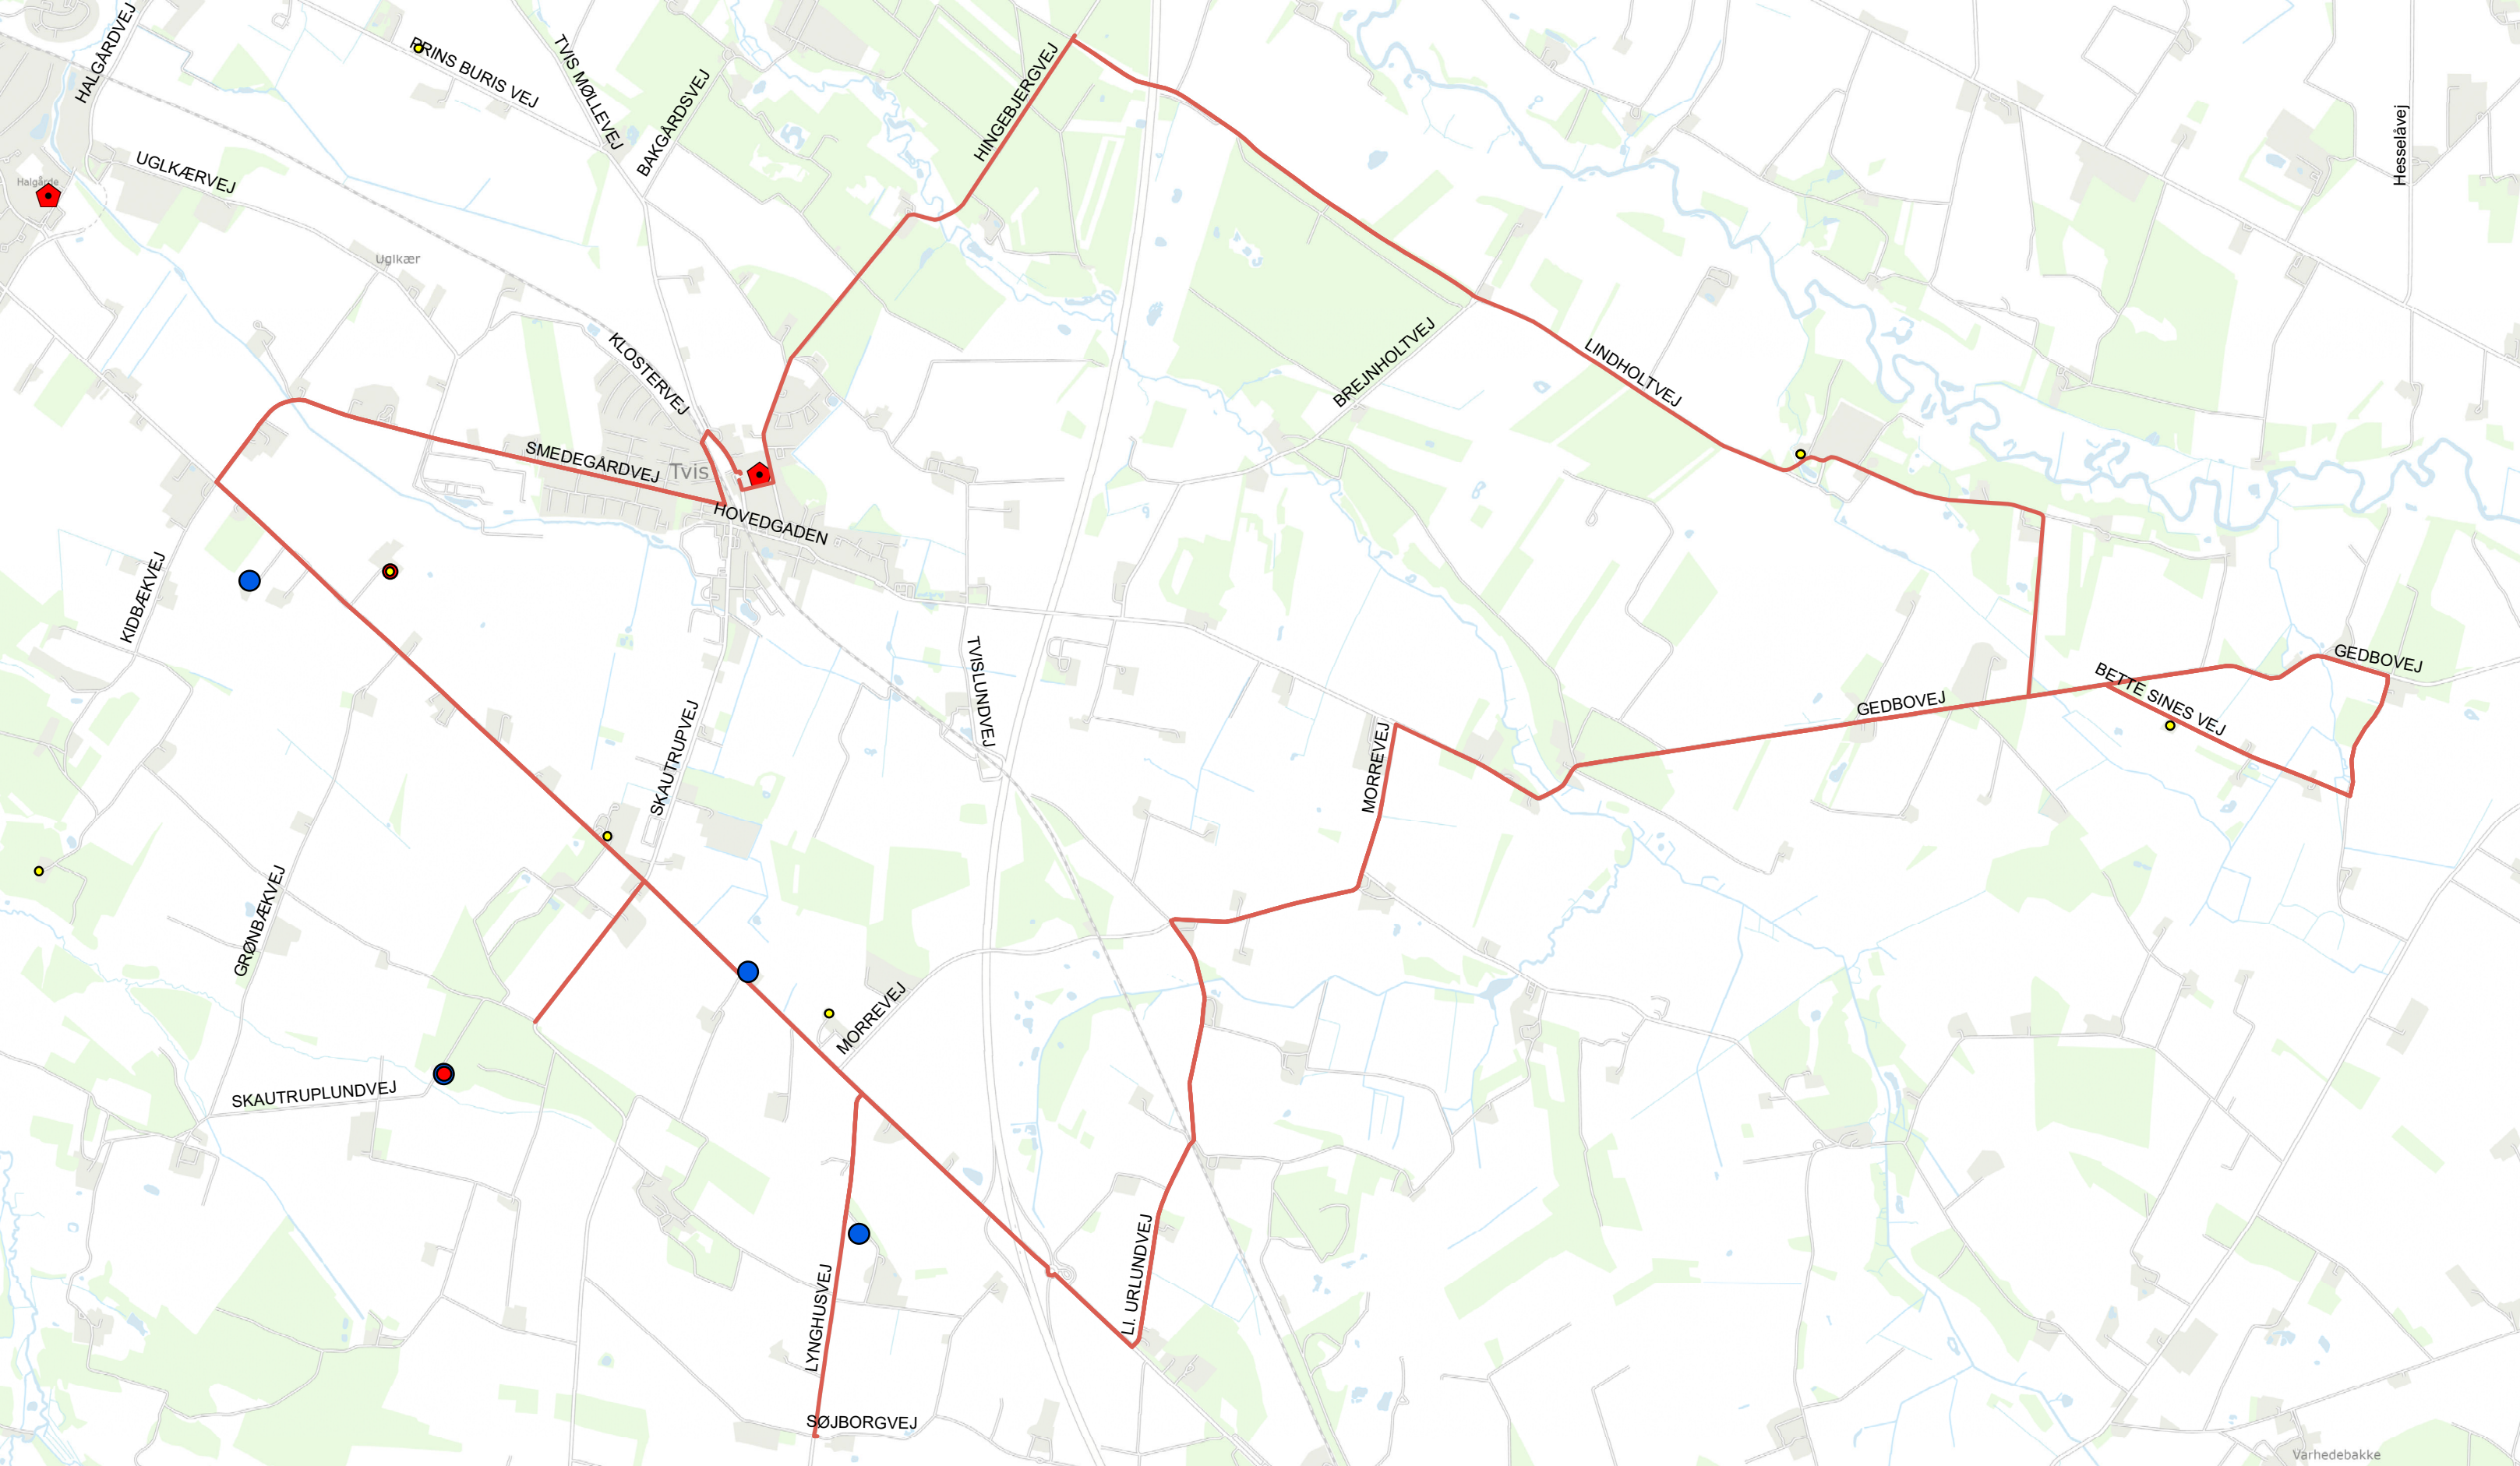 HALGÅRDVEJ
PRINS BURIS VEJ
TVIS MØLLEVEJ
BAKGÅRDSVEJ
HINGEBJERGVEJ
Hesselåvej
UGLKÆRVEJ
Halgårde
Uglkær
KLOSTERVEJ
BREJNHOLTVEJ
LINDHOLTVEJ
SMEDEGÅRDVEJ
Tvis
HOVEDGADEN
KIDBÆKVEJ
TVISLUNDVEJ
GEDBOVEJ
BETTE SINES VEJ
GEDBOVEJ
SKAUTRUPVEJ
MORREVEJ
GRØNBÆKVEJ
MORREVEJ
SKAUTRUPLUNDVEJ
LI. URLUNDVEJ
LYNGHUSVEJ
SØJBORGVEJ
Varhedebakke